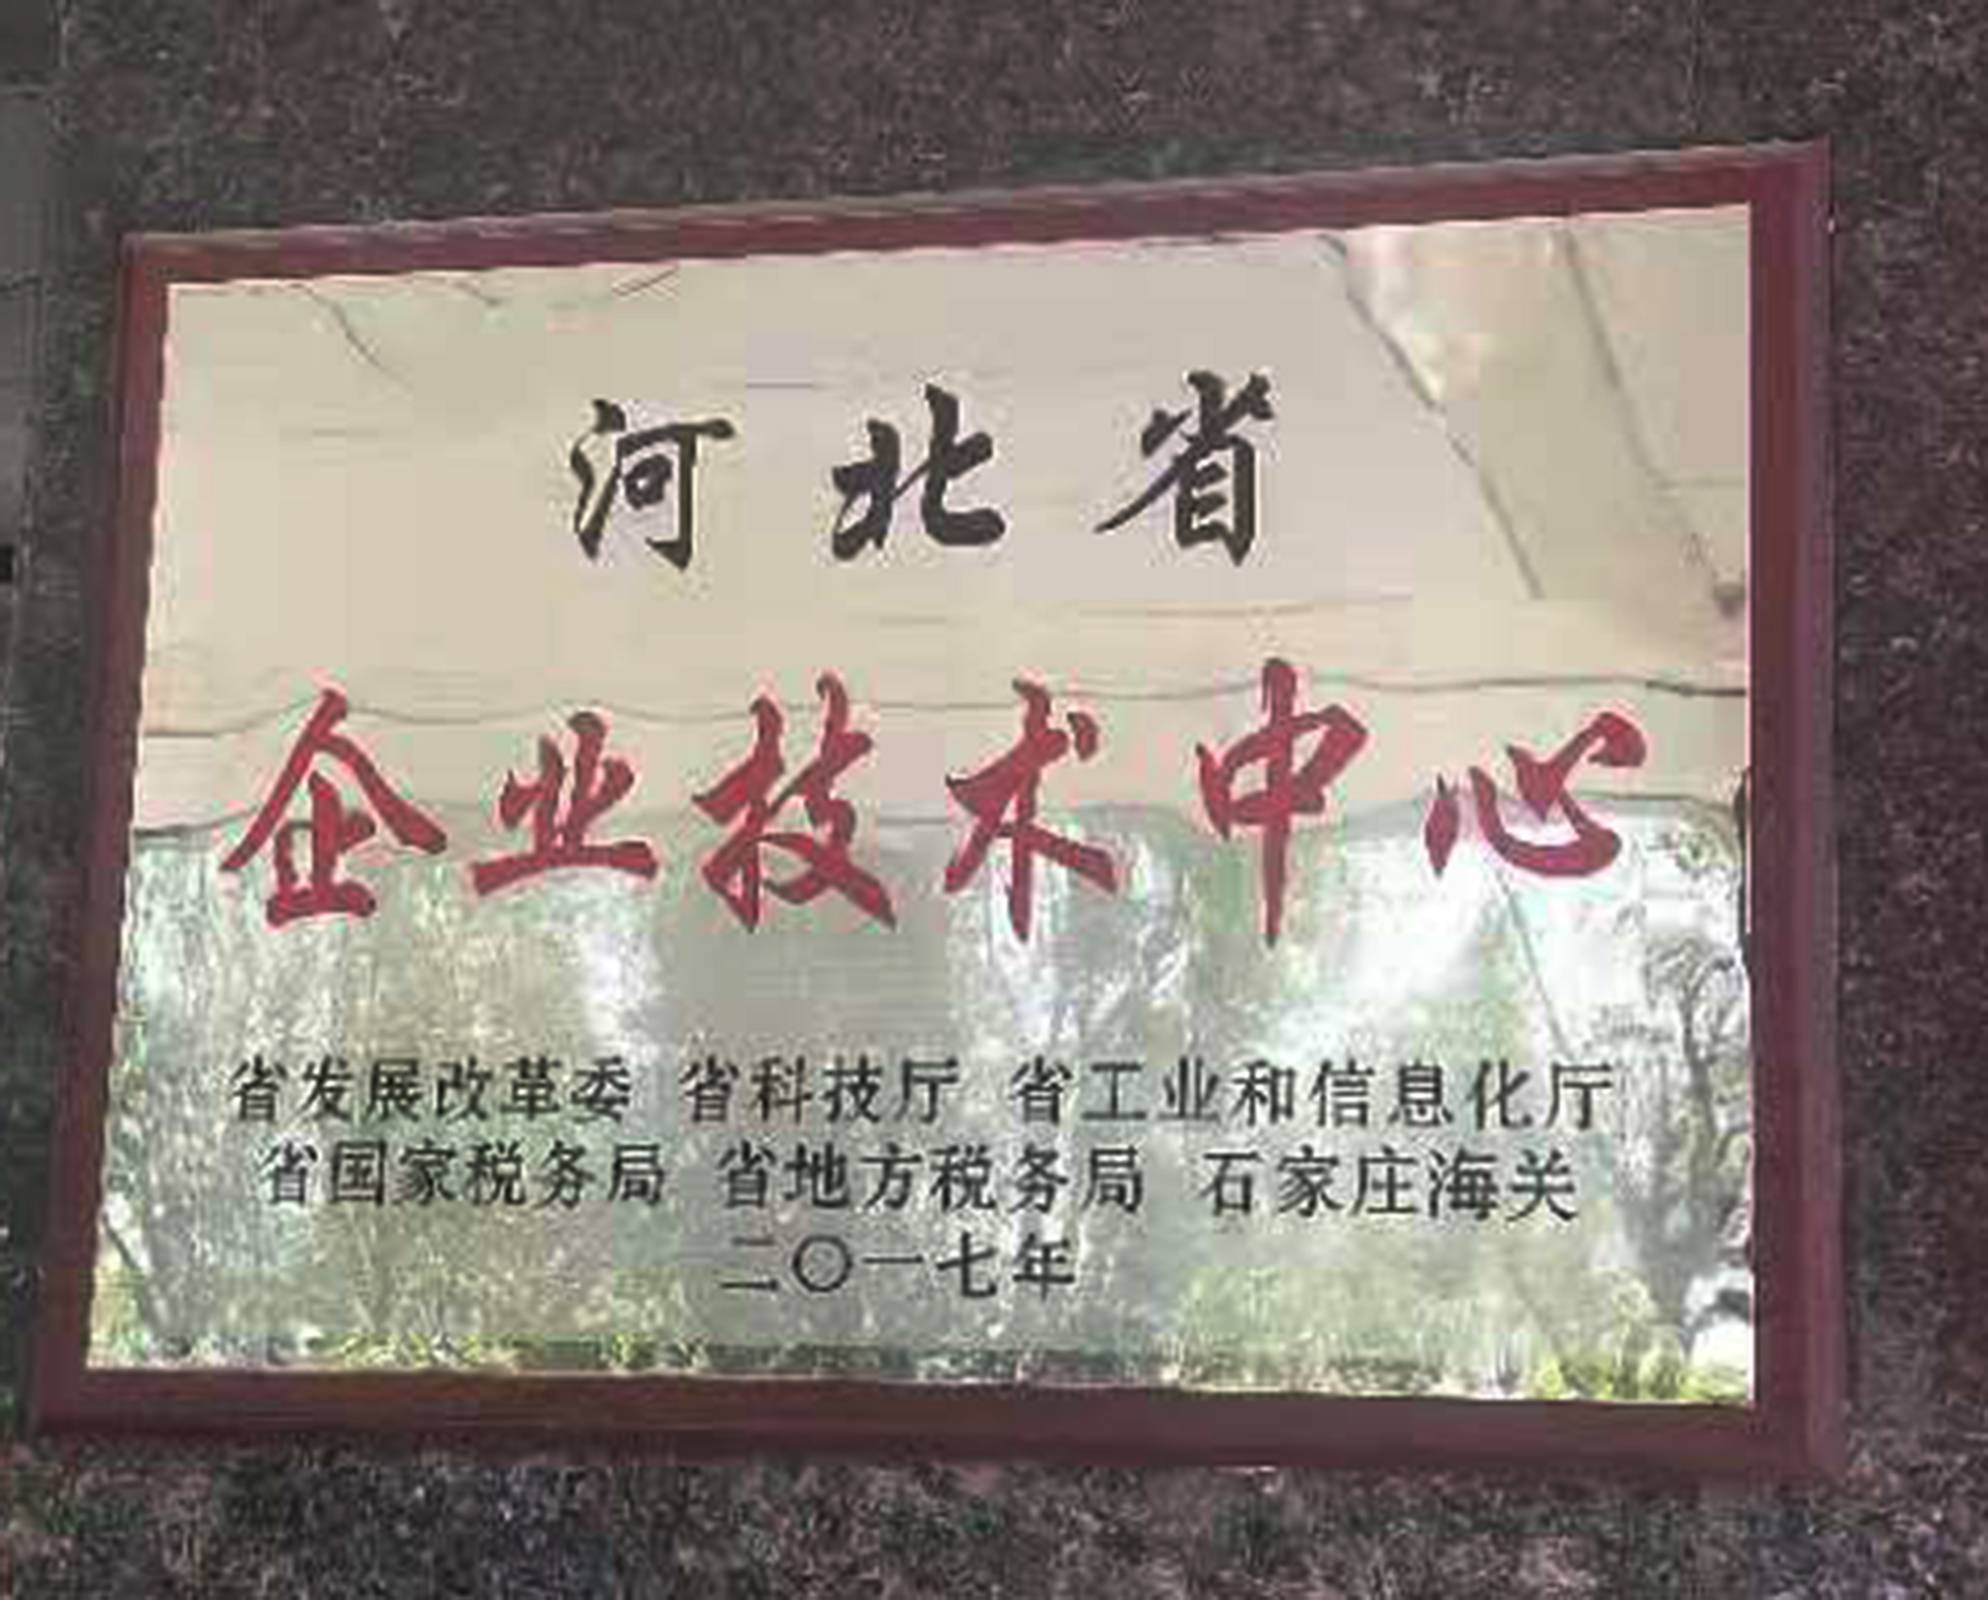 河北省
企业技术中心
省发展改革委 省科技厅 省工业和信息化厅
省国家税务局 省地方税务局 石家庄海关
二〇一七年